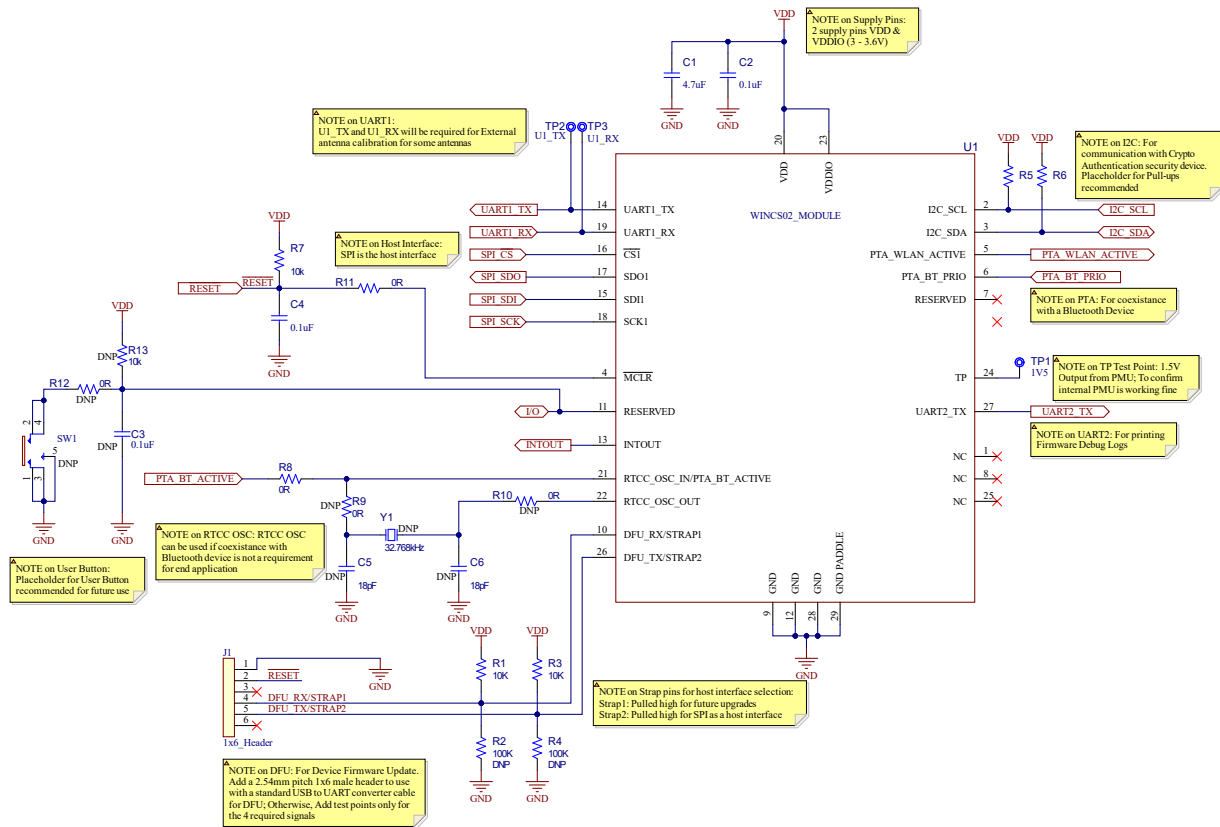 VDD
NOTE on Supply Pins:
2 supply pins VDD &
VDDIO (3 - 3.6V)
C1
4.7uF
GND
C2
0.1uF
GND
NOTE on UART1:
U1_TX and U1_RX will be required for External
antenna calibration for some antennas
TP2
U1_TX
TP3
U1_RX
20
VDD
23
VDDIO
U1
WINCS02_MODULE
VDD
R5
VDD
R6
NOTE on I2C: For
communication with Crypto
Authentication security device.
Placeholder for Pull-ups
recommended
UART1_TX
14
UART1_TX
UART1_RX
19
UART1_RX
SPI_CS
16
CS1
SPI_SDO
17
SDO1
SPI_SDI
15
SDI1
SPI_SCK
18
SCK1
4
MCLR
I/O
11
RESERVED
INTOUT
13
INTOUT
21
RTCC_OSC_IN/PTA_BT_ACTIVE
22
RTCC_OSC_OUT
10
DFU_RX/STRAP1
26
DFU_TX/STRAP2
I2C_SCL
2
I2C_SCL
I2C_SDA
3
I2C_SDA
PTA_WLAN_ACTIVE
5
PTA_WLAN_ACTIVE
PTA_BT_PRIO
6
PTA_BT_PRIO
RESERVED
7
NOTE on PTA: For coexistance
with a Bluetooth Device
TP
24
TP1
1V5
NOTE on TP Test Point: 1.5V
Output from PMU; To confirm
internal PMU is working fine
UART2_TX
27
UART2_TX
NOTE on UART2: For printing
Firmware Debug Logs
NC
1
NC
8
NC
25
GND
9
GND
12
GND
28
GND PADDLE
29
GND
VDD
R7
10k
NOTE on Host Interface:
SPI is the host interface
RESET
RESET
R11
0R
C4
0.1uF
GND
VDD
R13
DNP
10k
R12
0R
DNP
2
4
SW1
5
DNP
1
3
GND
C3
DNP
0.1uF
GND
PTA_BT_ACTIVE
R8
0R
R9
DNP
0R
R10
0R
DNP
Y1
DNP
32.768kHz
C5
DNP
18pF
GND
C6
DNP
18pF
GND
NOTE on RTCC OSC: RTCC OSC
can be used if coexistance with
Bluetooth device is not a requirement
for end application
NOTE on User Button:
Placeholder for User Button
recommended for future use
J1
1
2
3
4
5
6
1x6_Header
GND
RESET
DFU_RX/STRAP1
DFU_TX/STRAP2
VDD
R1
10K
VDD
R3
10K
R2
100K
DNP
GND
R4
100K
DNP
GND
NOTE on Strap pins for host interface selection:
Strap1: Pulled high for future upgrades
Strap2: Pulled high for SPI as a host interface
NOTE on DFU: For Device Firmware Update.
Add a 2.54mm pitch 1x6 male header to use
with a standard USB to UART converter cable
for DFU; Otherwise, Add test points only for
the 4 required signals